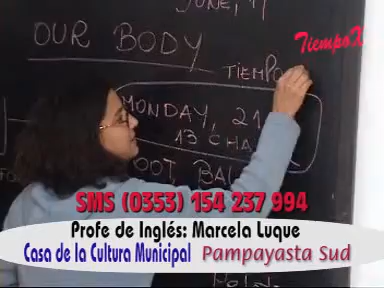 JUNE, 
OUR BODY
TiempoX
TIEMPO
MONDAY, 21
13 CHA
FOOT, BAL
SMS (0353) 154 237 994
Profe de Inglés: Marcela Luque
Casa de la Cultura Municipal Pampayasta Sud